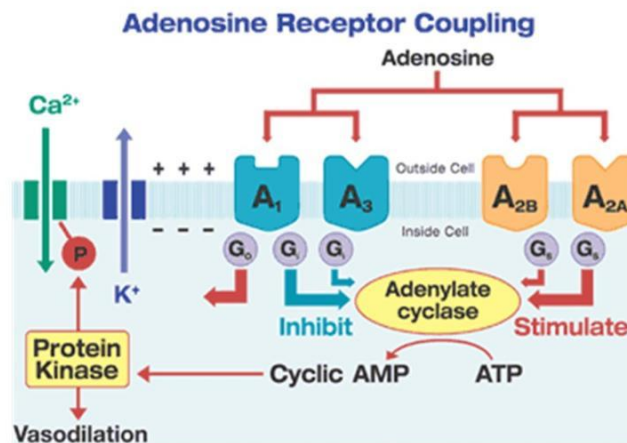 Adenosine Receptor Coupling
Adenosine
Ca²⁺
+ + +
Outside Cell
A₁
A₃
A₂B
A₂A
Inside Cell
– – –
Gₒ
Gᵢ
Gᵢ
Gₛ
Gₛ
P
K⁺
Inhibit
Adenylate
cyclase
Stimulate
Protein
Kinase
Cyclic AMP
ATP
Vasodilation